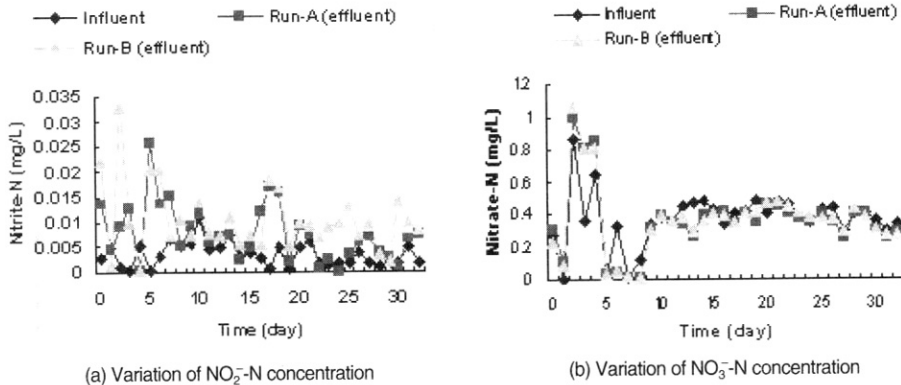 Influent
Run-A (effluent)
Run-B (effluent)
Nitrite-N (mg/L)
0.035
0.03
0.025
0.02
0.015
0.01
0.005
0
0 5 10 15 20 25 30
Time (day)
(a) Variation of NO₂⁻-N concentration
Influent
Run-A (effluent)
Run-B (effluent)
Nitrate-N (mg/L)
1.2
1
0.8
0.6
0.4
0.2
0
0 5 10 15 20 25 30
Time (day)
(b) Variation of NO₃⁻-N concentration